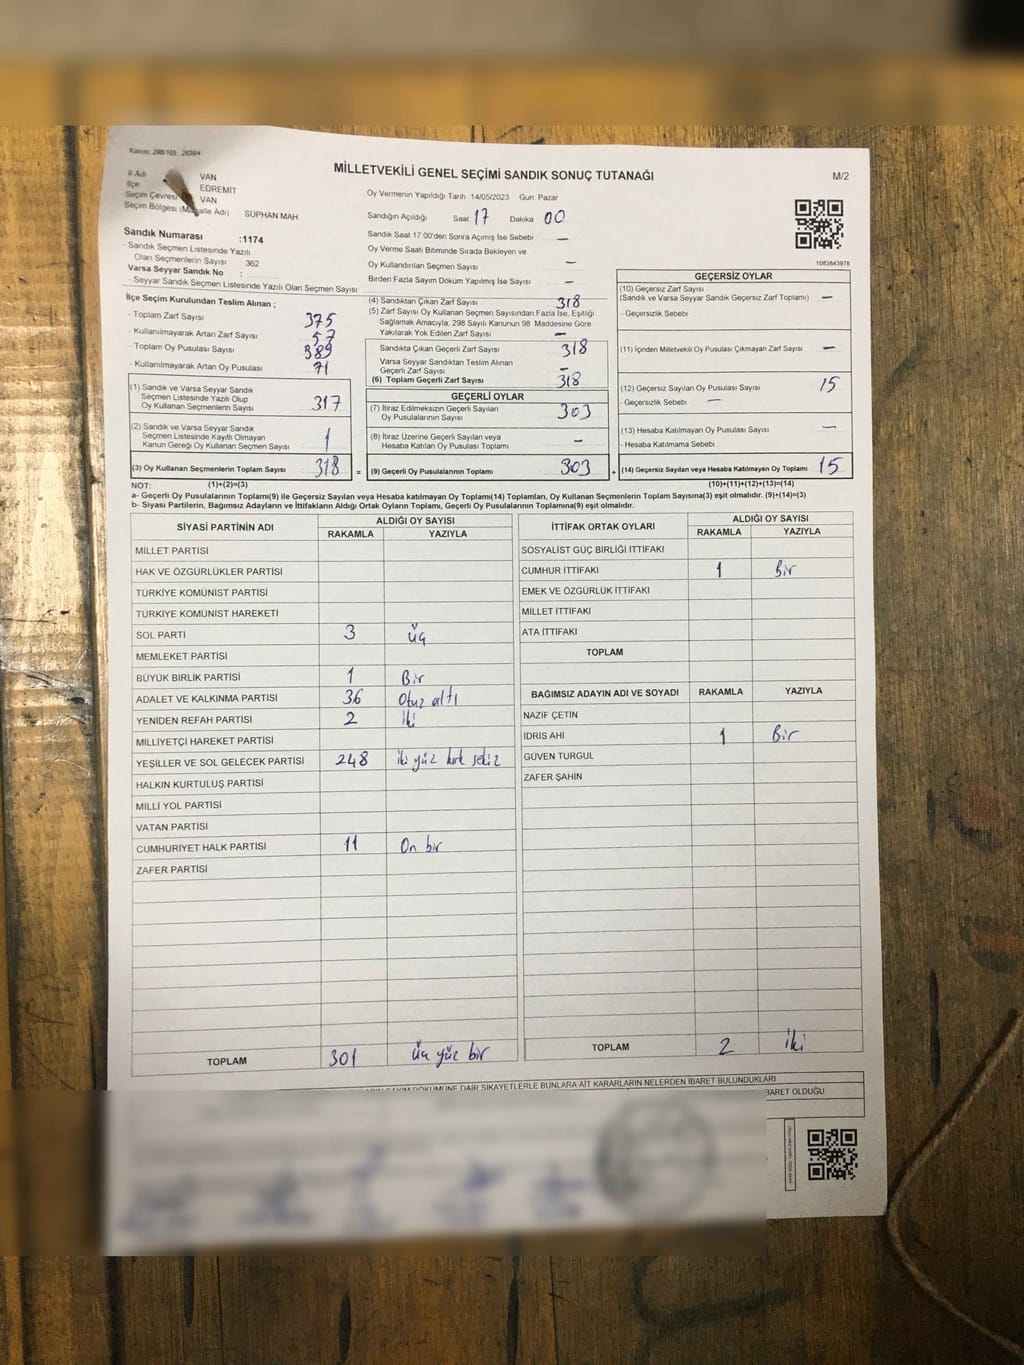 Kanun: 298/105 , 2839/4
MİLLETVEKİLİ GENEL SEÇİMİ SANDIK SONUÇ TUTANAĞI
M/2
İl Adı VAN
İlçe EDREMİT
Seçim Çevresi VAN
Seçim Bölgesi (Mahalle Adı) SÜPHAN MAH
Sandık Numarası :1174
- Sandık Seçmen Listesinde Yazılı
Olan Seçmenlerin Sayısı 362
Varsa Seyyar Sandık No :
- Seyyar Sandık Seçmen Listesinde Yazılı Olan Seçmen Sayısı:
Oy Vermenin Yapıldığı Tarih 14/05/2023 Gün: Pazar
Sandığın Açıldığı Saat 17 Dakika 00
Sandık Saat 17:00'den Sonra Açımış İse Sebebi —
Oy Verme Saati Bitiminde Sırada Bekleyen ve
Oy Kullandırılan Seçmen Sayısı —
Birden Fazla Sayım Döküm Yapılmış İse Sayısı —
1083843978
İlçe Seçim Kurulundan Teslim Alınan ;
- Toplam Zarf Sayısı 375
- Kullanılmayarak Artan Zarf Sayısı 57
- Toplam Oy Pusulası Sayısı 389
- Kullanılmayarak Artan Oy Pusulası 71
(1) Sandık ve Varsa Seyyar Sandık
Seçmen Listesinde Yazılı Olup
Oy Kullanan Seçmenlerin Sayısı 317
(2) Sandık ve Varsa Seyyar Sandık
Seçmen Listesinde Kayıtlı Olmayan
Kanun Gereği Oy Kullanan Seçmen Sayısı 1
(3) Oy Kullanan Seçmenlerin Toplam Sayısı 318 =
(4) Sandıktan Çıkan Zarf Sayısı 318
(5) Zarf Sayısı Oy Kullanan Seçmen Sayısından Fazla İse, Eşitliği
Sağlamak Amacıyla, 298 Sayılı Kanunun 98. Maddesine Göre
Yakılarak Yok Edilen Zarf Sayısı —
Sandıkta Çıkan Geçerli Zarf Sayısı 318
Varsa Seyyar Sandıktan Teslim Alınan
Geçerli Zarf Sayısı —
(6) Toplam Geçerli Zarf Sayısı 318
GEÇERLİ OYLAR
(7) İtiraz Edilmeksizin Geçerli Sayılan
Oy Pusulalarının Sayısı 303
(8) İtiraz Üzerine Geçerli Sayılan veya
Hesaba Katılan Oy Pusulası Toplamı —
(9) Geçerli Oy Pusulalarının Toplamı 303 +
GEÇERSİZ OYLAR
(10) Geçersiz Zarf Sayısı
(Sandık ve Varsa Seyyar Sandık Geçersiz Zarf Toplamı) —
- Geçersizlik Sebebi
(11) İçinden Milletvekili Oy Pusulası Çıkmayan Zarf Sayısı —
(12) Geçersiz Sayılan Oy Pusulası Sayısı 15
- Geçersizlik Sebebi —
(13) Hesaba Katılmayan Oy Pusulası Sayısı —
- Hesaba Katılmama Sebebi
(14) Geçersiz Sayılan veya Hesaba Katılmayan Oy Toplamı 15
NOT: (1)+(2)=(3) (10)+(11)+(12)+(13)=(14)
a- Geçerli Oy Pusulalarının Toplamı(9) ile Geçersiz Sayılan veya Hesaba katılmayan Oy Toplamı(14) Toplamları, Oy Kullanan Seçmenlerin Toplam Sayısına(3) eşit olmalıdır. (9)+(14)=(3)
b- Siyasi Partilerin, Bağımsız Adayların ve İttifakların Aldığı Ortak Oyların Toplamı, Geçerli Oy Pusulalarının Toplamına(9) eşit olmalıdır.
SİYASİ PARTİNİN ADI ALDIĞI OY SAYISI
RAKAMLA YAZIYLA
MİLLET PARTİSİ
HAK VE ÖZGÜRLÜKLER PARTİSİ
TÜRKİYE KOMÜNİST PARTİSİ
TÜRKİYE KOMÜNİST HAREKETİ
SOL PARTİ 3 Üç
MEMLEKET PARTİSİ
BÜYÜK BİRLİK PARTİSİ 1 Bir
ADALET VE KALKINMA PARTİSİ 36 Otuz altı
YENİDEN REFAH PARTİSİ 2 İki
MİLLİYETÇİ HAREKET PARTİSİ
YEŞİLLER VE SOL GELECEK PARTİSİ 248 iki yüz kırk sekiz
HALKIN KURTULUŞ PARTİSİ
MİLLİ YOL PARTİSİ
VATAN PARTİSİ
CUMHURİYET HALK PARTİSİ 11 On bir
ZAFER PARTİSİ
TOPLAM 301 Üç yüz bir
İTTİFAK ORTAK OYLARI ALDIĞI OY SAYISI
RAKAMLA YAZIYLA
SOSYALİST GÜÇ BİRLİĞİ İTTİFAKI
CUMHUR İTTİFAKI 1 Bir
EMEK VE ÖZGÜRLÜK İTTİFAKI
MİLLET İTTİFAKI
ATA İTTİFAKI
TOPLAM
BAĞIMSIZ ADAYIN ADI VE SOYADI RAKAMLA YAZIYLA
NAZİF ÇETİN
İDRİS AHİ 1 Bir
GÜVEN TURGUL
ZAFER ŞAHİN
TOPLAM 2 İki
DÖKÜMÜNE DAİR ŞİKAYETLERLE BUNLARA AİT KARARLARIN NELERDEN İBARET BULUNDUKLARI
İBARET OLDUĞU